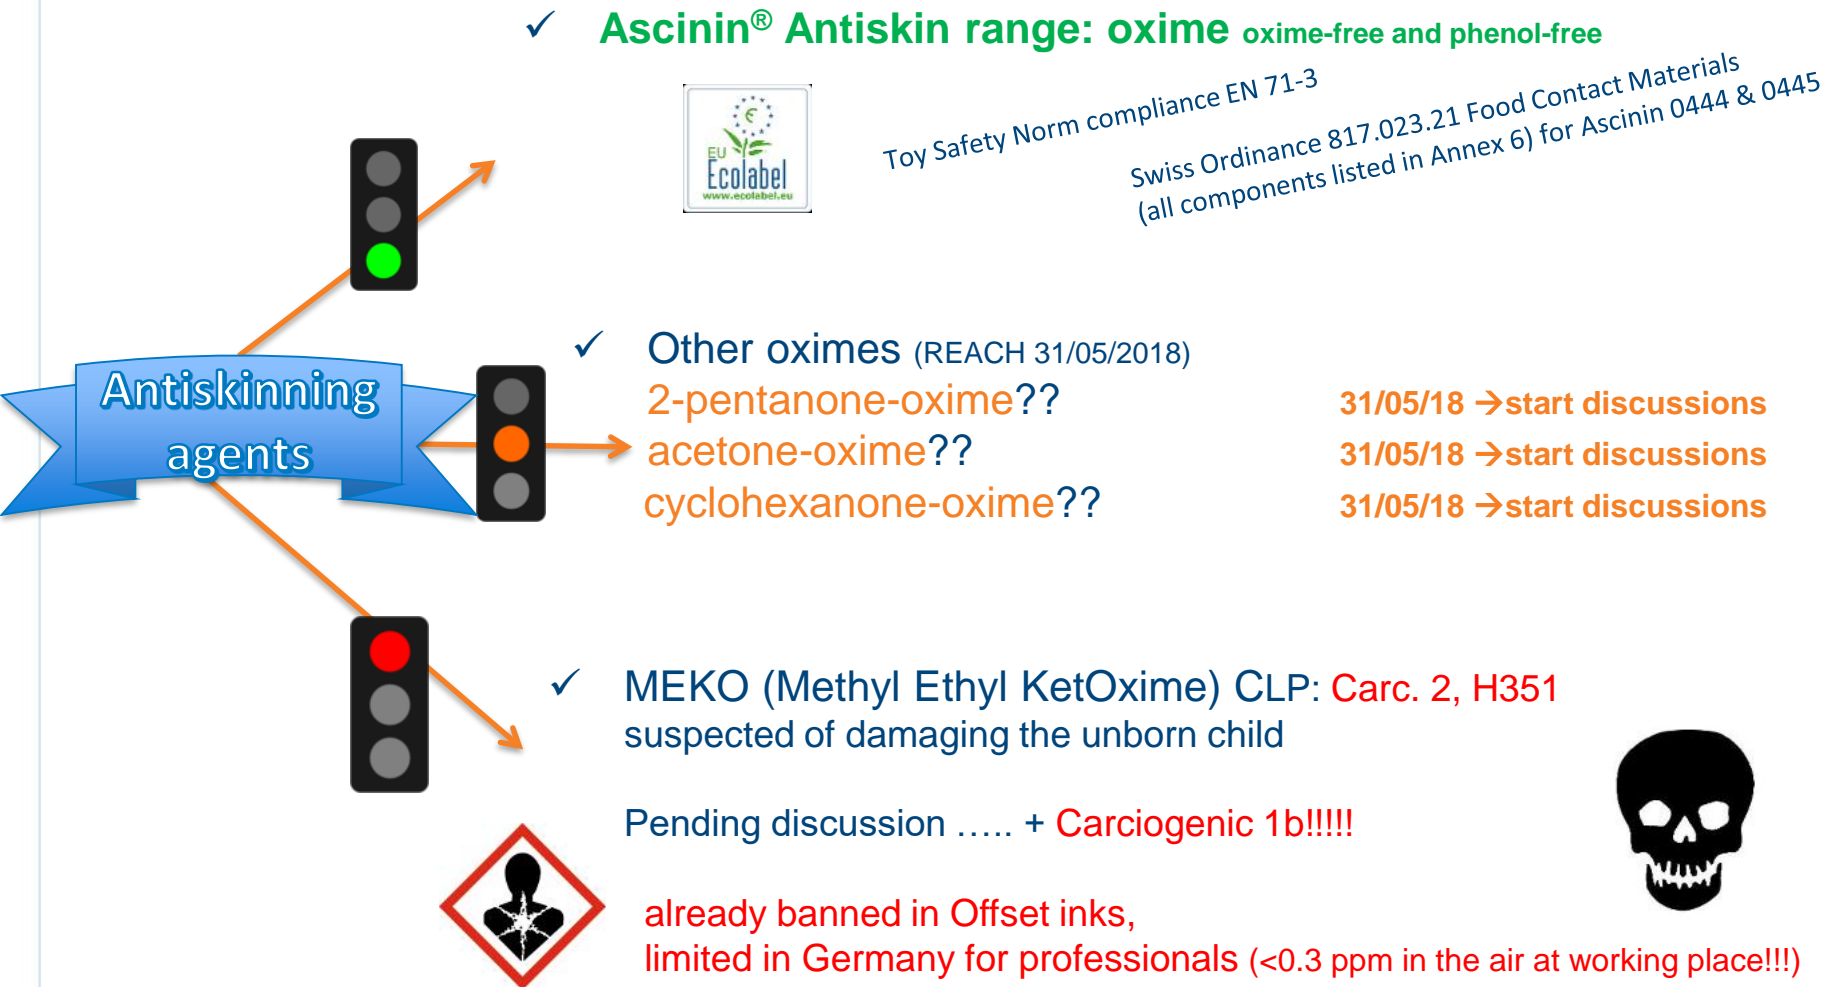 ✓ Ascinin® Antiskin range: oxime oxime-free and phenol-free
EU
Ecolabel
www.ecolabel.eu
Toy Safety Norm compliance EN 71-3
Swiss Ordinance 817.023.21 Food Contact Materials
(all components listed in Annex 6) for Ascinin 0444 & 0445
Antiskinning
agents
✓ Other oximes (REACH 31/05/2018)
2-pentanone-oxime?? 31/05/18 →start discussions
acetone-oxime?? 31/05/18 →start discussions
cyclohexanone-oxime?? 31/05/18 →start discussions
✓ MEKO (Methyl Ethyl KetOxime) CLP: Carc. 2, H351
suspected of damaging the unborn child
Pending discussion ….. + Carciogenic 1b!!!!!
already banned in Offset inks,
limited in Germany for professionals (<0.3 ppm in the air at working place!!!)